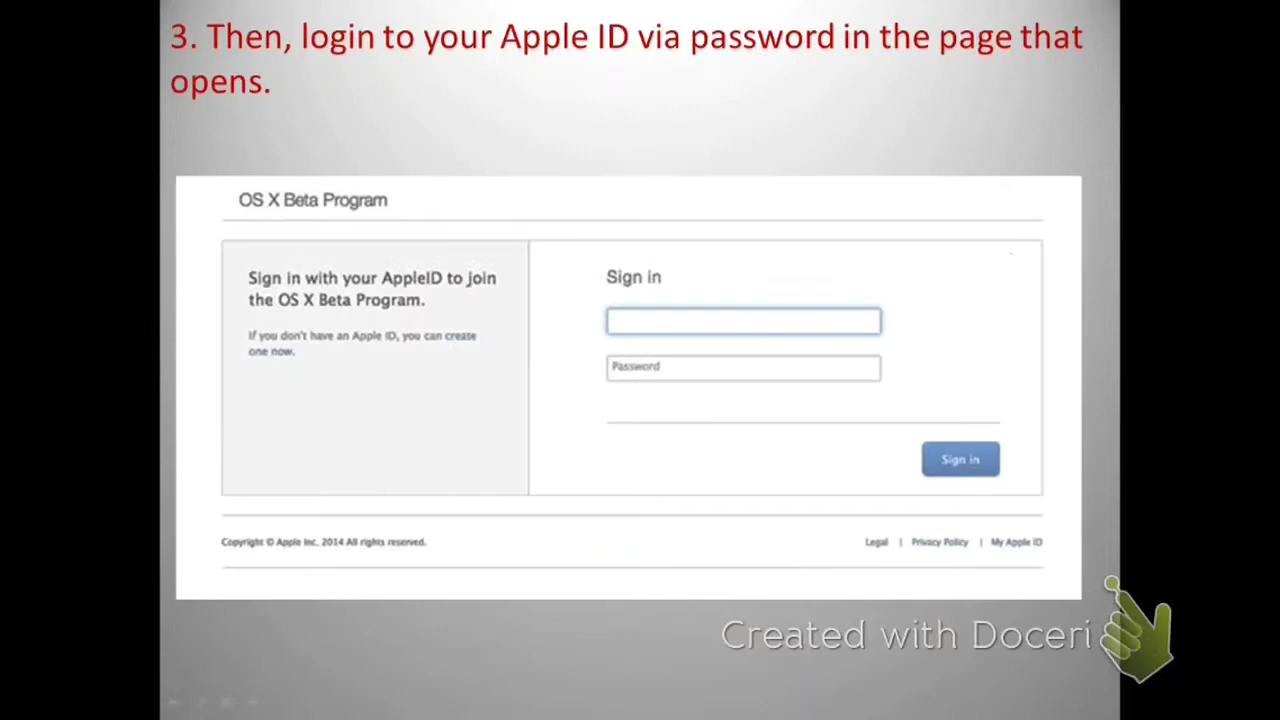 3. Then, login to your Apple ID via password in the page that
opens.
OS X Beta Program
Sign in with your AppleID to join
the OS X Beta Program.
If you don't have an Apple ID, you can create
one now.
Sign in
Password
Sign in
Copyright © Apple Inc. 2014 All rights reserved.
Legal | Privacy Policy | My Apple ID
Created with Doceri